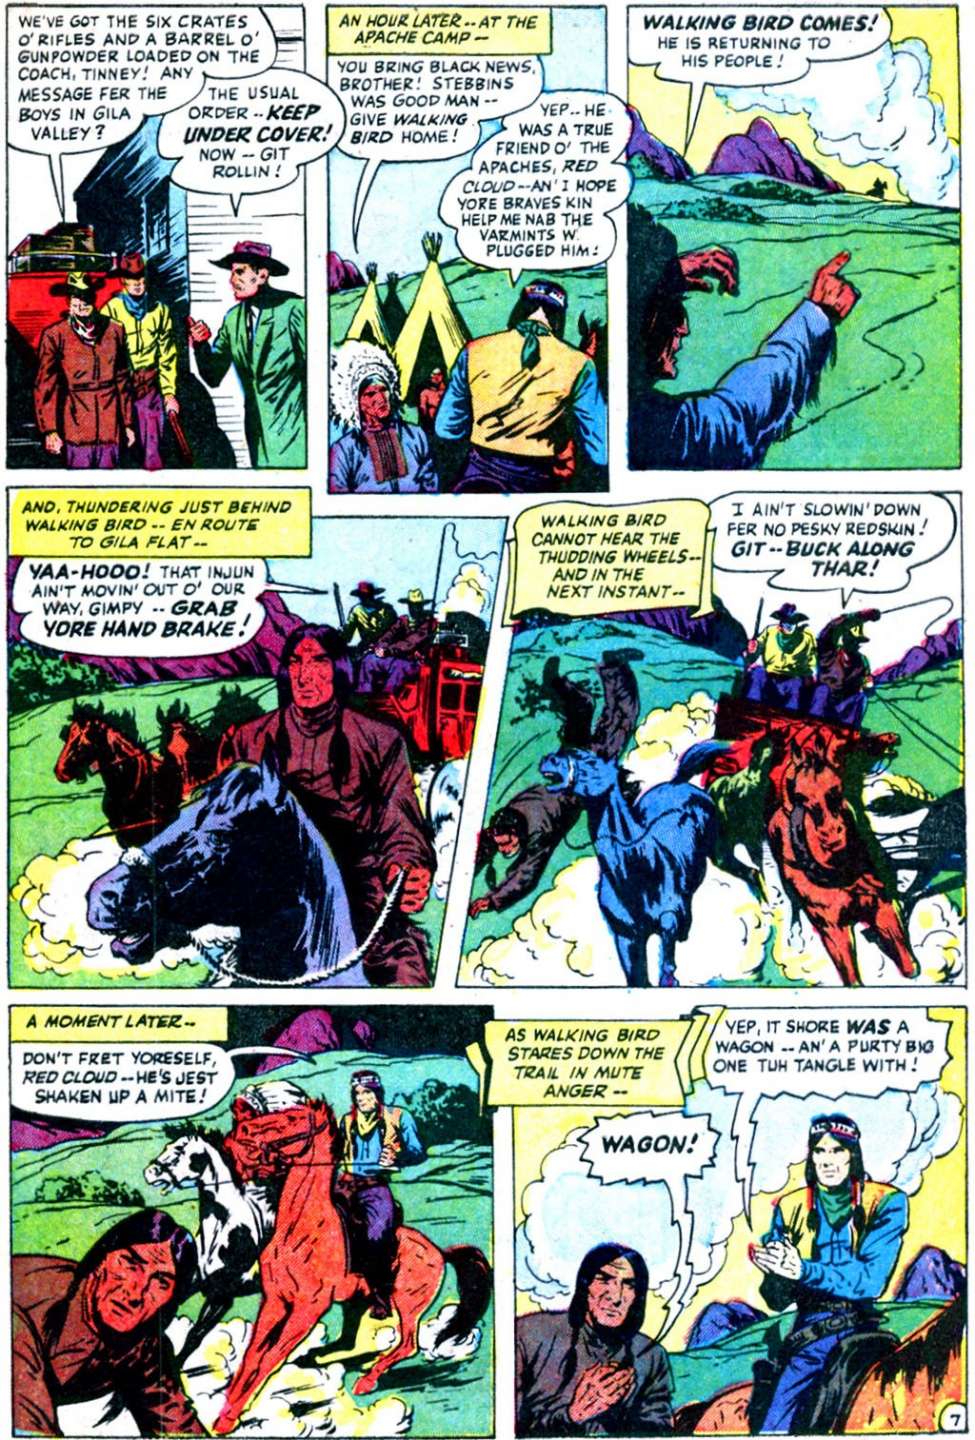 WE'VE GOT THE SIX CRATES
O' RIFLES AND A BARREL O'
GUNPOWDER LOADED ON THE
COACH, TINNEY! ANY
MESSAGE FER THE
BOYS IN GILA
VALLEY?
THE USUAL
ORDER -- KEEP
UNDER COVER!
NOW -- GIT
ROLLIN!
AN HOUR LATER -- AT THE
APACHE CAMP --
YOU BRING BLACK NEWS,
BROTHER! STEBBINS
WAS GOOD MAN --
GIVE WALKING
BIRD HOME!
YEP -- HE
WAS A TRUE
FRIEND O' THE
APACHES, RED
CLOUD -- AN' I HOPE
YORE BRAVES KIN
HELP ME NAB THE
VARMINTS W.
PLUGGED HIM!
WALKING BIRD COMES!
HE IS RETURNING TO
HIS PEOPLE!
AND, THUNDERING JUST BEHIND
WALKING BIRD -- EN ROUTE
TO GILA FLAT --
YAA-HOOO! THAT INJUN
AIN'T MOVIN' OUT O' OUR
WAY, GIMPY -- GRAB
YORE HAND BRAKE!
WALKING BIRD
CANNOT HEAR THE
THUDDING WHEELS --
AND IN THE
NEXT INSTANT --
I AIN'T SLOWIN' DOWN
FER NO PESKY REDSKIN!
GIT -- BUCK ALONG
THAR!
A MOMENT LATER --
DON'T FRET YORESELF,
RED CLOUD -- HE'S JEST
SHAKEN UP A MITE!
AS WALKING BIRD
STARES DOWN THE
TRAIL IN MUTE
ANGER --
WAGON!
YEP, IT SHORE WAS A
WAGON -- AN' A PURTY BIG
ONE TUH TANGLE WITH!
7